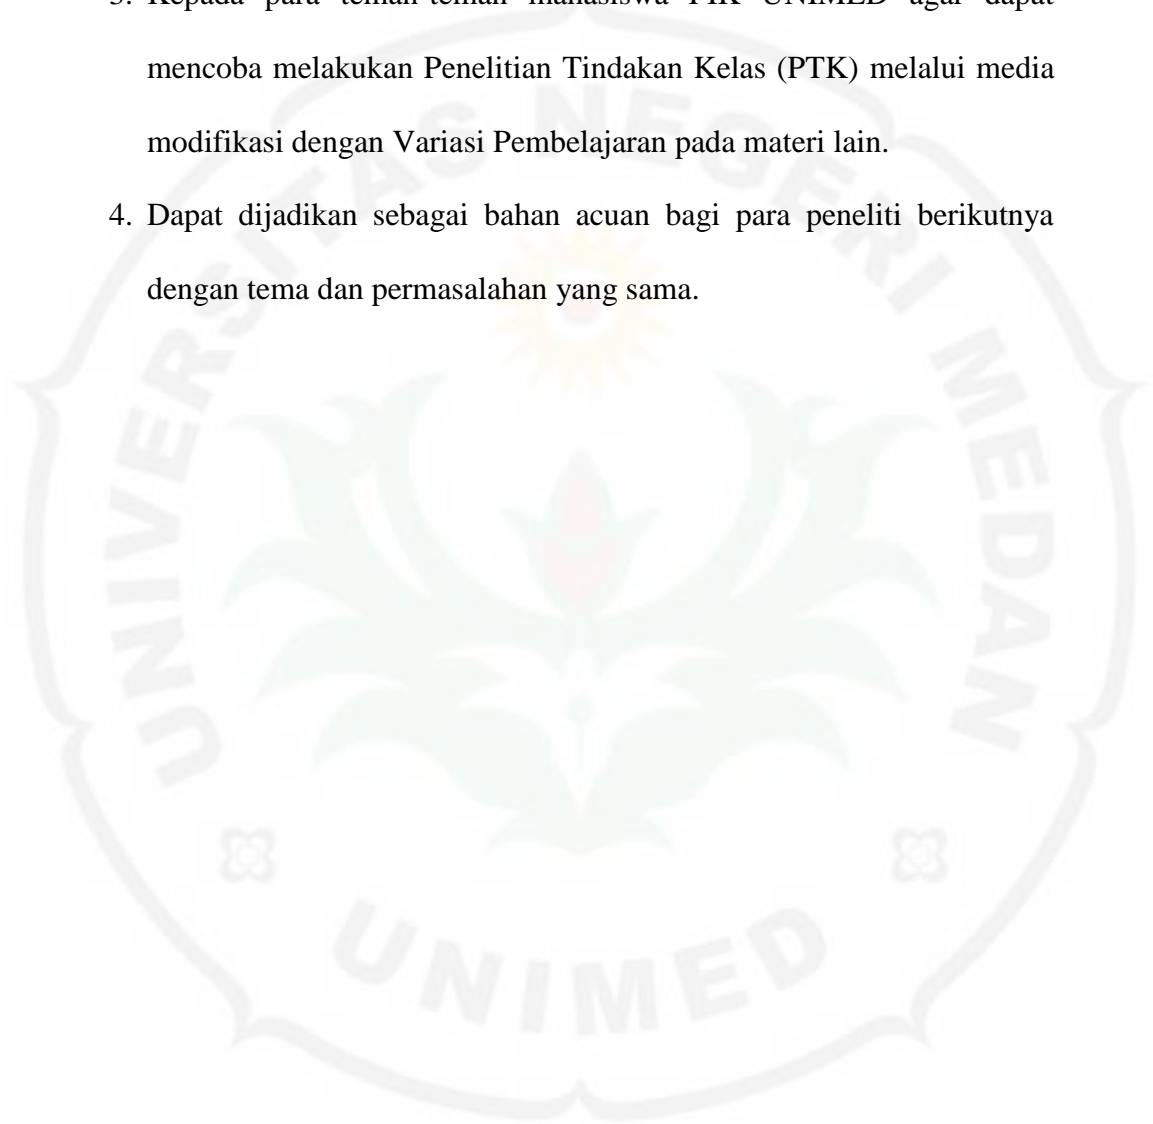 3. Kepada para teman-teman mahasiswa FIK UNIMED agar dapat
mencoba melakukan Penelitian Tindakan Kelas (PTK) melalui media
modifikasi dengan Variasi Pembelajaran pada materi lain.
4. Dapat dijadikan sebagai bahan acuan bagi para peneliti berikutnya
dengan tema dan permasalahan yang sama.
UNIVERSITAS NEGERI MEDAN
UNIMED